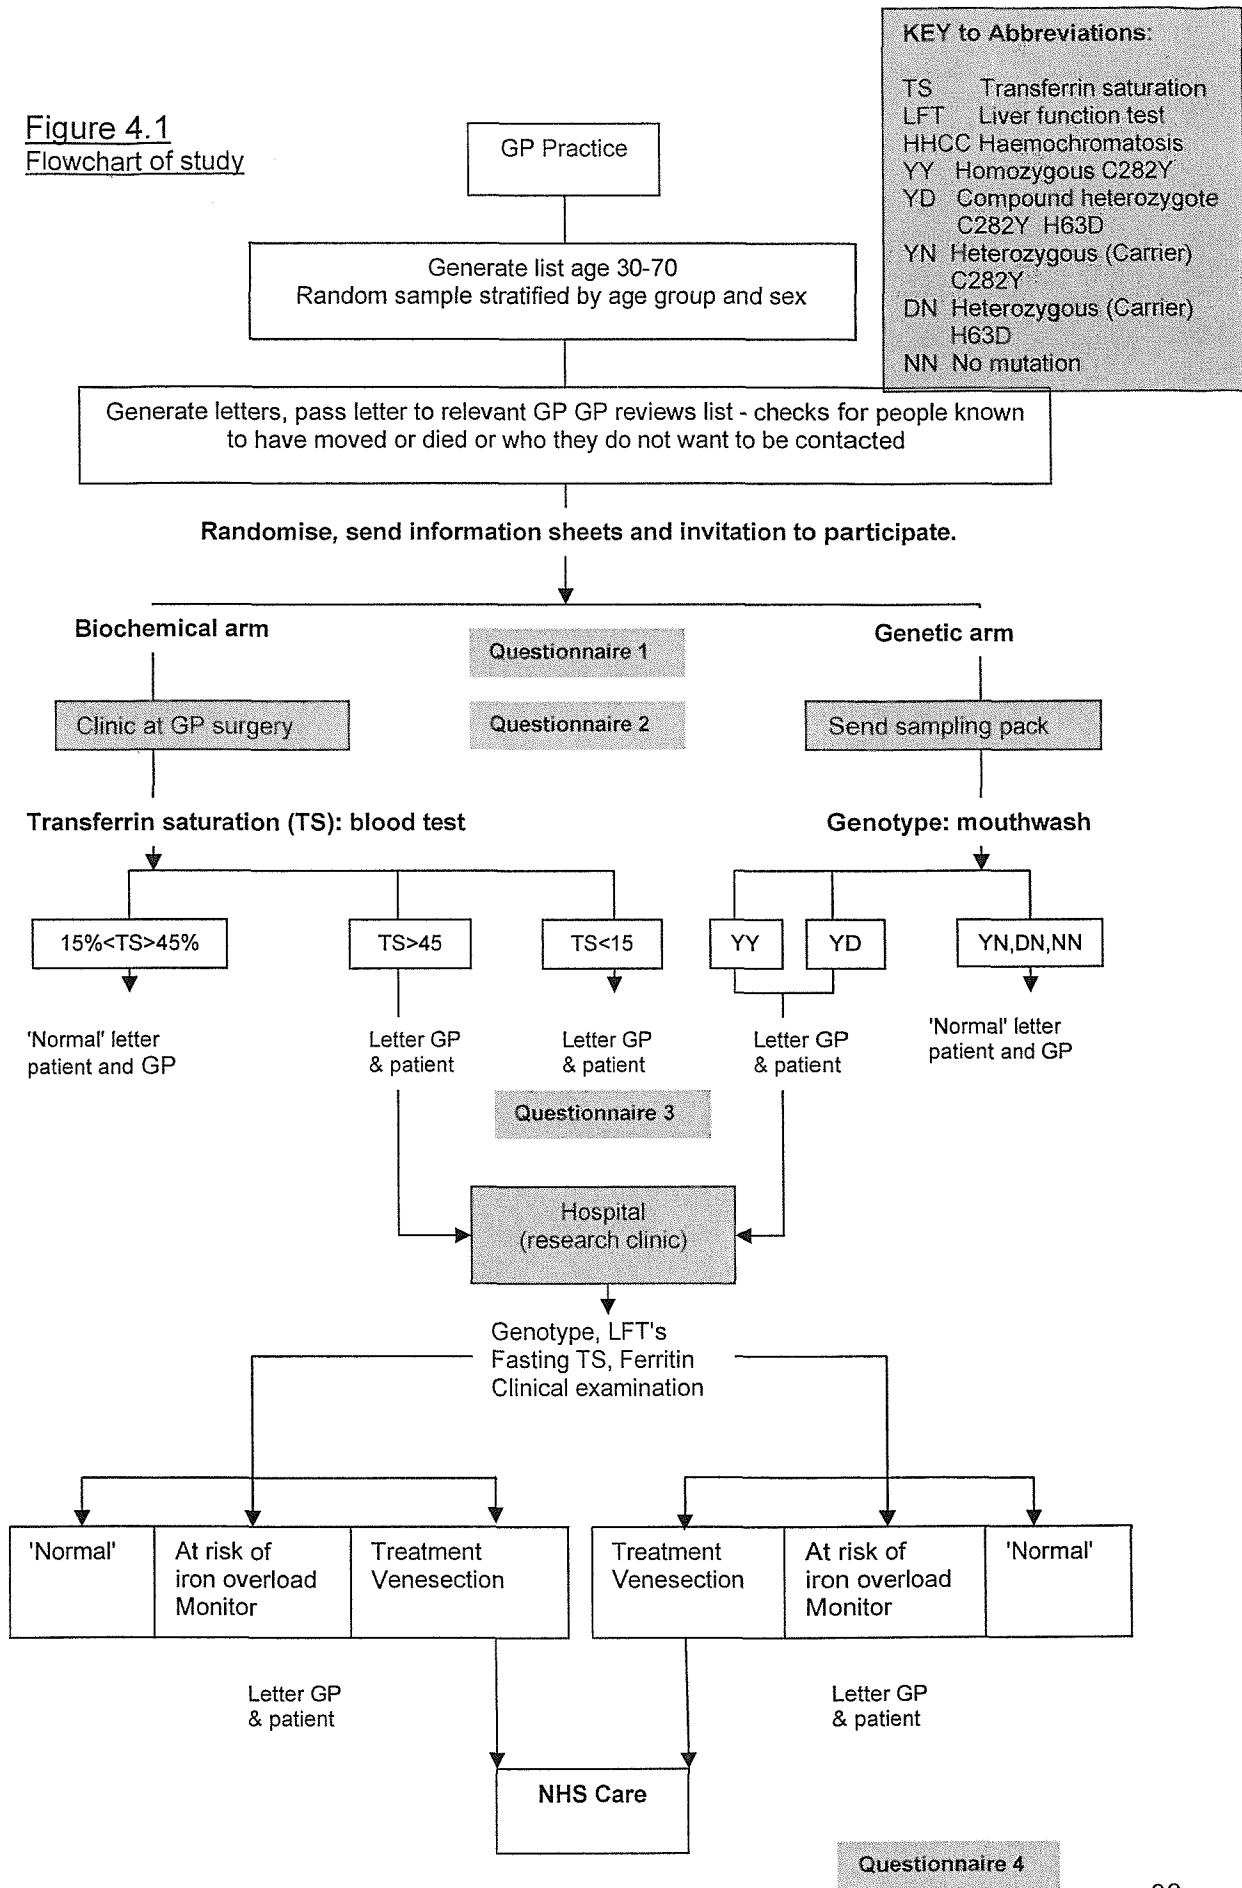 KEY to Abbreviations:
TS Transferrin saturation
LFT Liver function test
HHCC Haemochromatosis
YY Homozygous C282Y
YD Compound heterozygote
C282Y H63D
YN Heterozygous (Carrier)
C282Y
DN Heterozygous (Carrier)
H63D
NN No mutation
Figure 4.1
Flowchart of study
GP Practice
Generate list age 30-70
Random sample stratified by age group and sex
Generate letters, pass letter to relevant GP GP reviews list - checks for people known
to have moved or died or who they do not want to be contacted
Randomise, send information sheets and invitation to participate.
Biochemical arm
Questionnaire 1
Genetic arm
Clinic at GP surgery
Questionnaire 2
Send sampling pack
Transferrin saturation (TS): blood test
Genotype: mouthwash
15%<TS>45%
TS>45
TS<15
YY
YD
YN,DN,NN
'Normal' letter
patient and GP
Letter GP
& patient
Letter GP
& patient
Letter GP
& patient
'Normal' letter
patient and GP
Questionnaire 3
Hospital
(research clinic)
Genotype, LFT's
Fasting TS, Ferritin
Clinical examination
'Normal'
At risk of
iron overload
Monitor
Treatment
Venesection
Treatment
Venesection
At risk of
iron overload
Monitor
'Normal'
Letter GP
& patient
Letter GP
& patient
NHS Care
Questionnaire 4